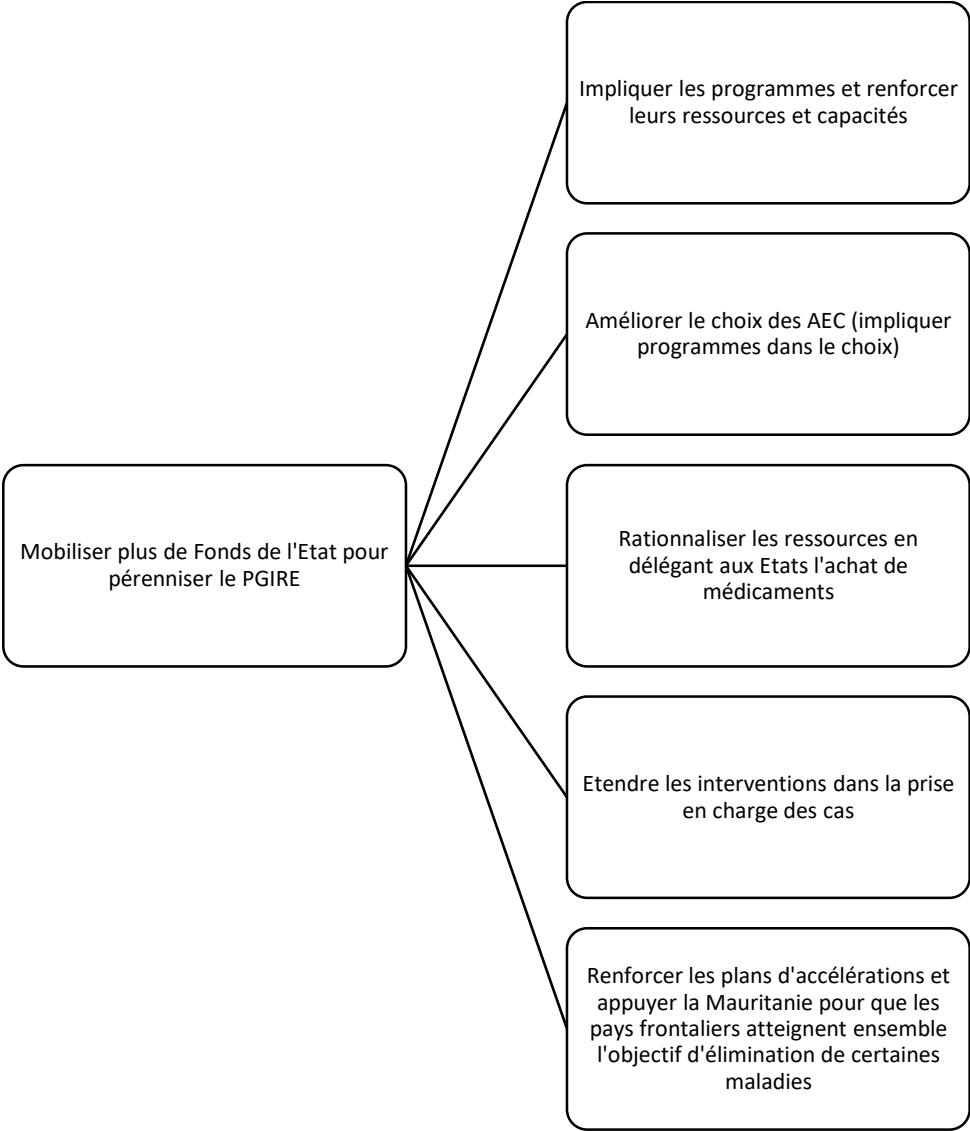 Impliquer les programmes et renforcer
leurs ressources et capacités
Améliorer le choix des AEC (impliquer
programmes dans le choix)
Mobiliser plus de Fonds de l'Etat pour
pérenniser le PGIRE
Rationnaliser les ressources en
délégant aux Etats l'achat de
médicaments
Etendre les interventions dans la prise
en charge des cas
Renforcer les plans d'accélérations et
appuyer la Mauritanie pour que les
pays frontaliers atteignent ensemble
l'objectif d'élimination de certaines
maladies